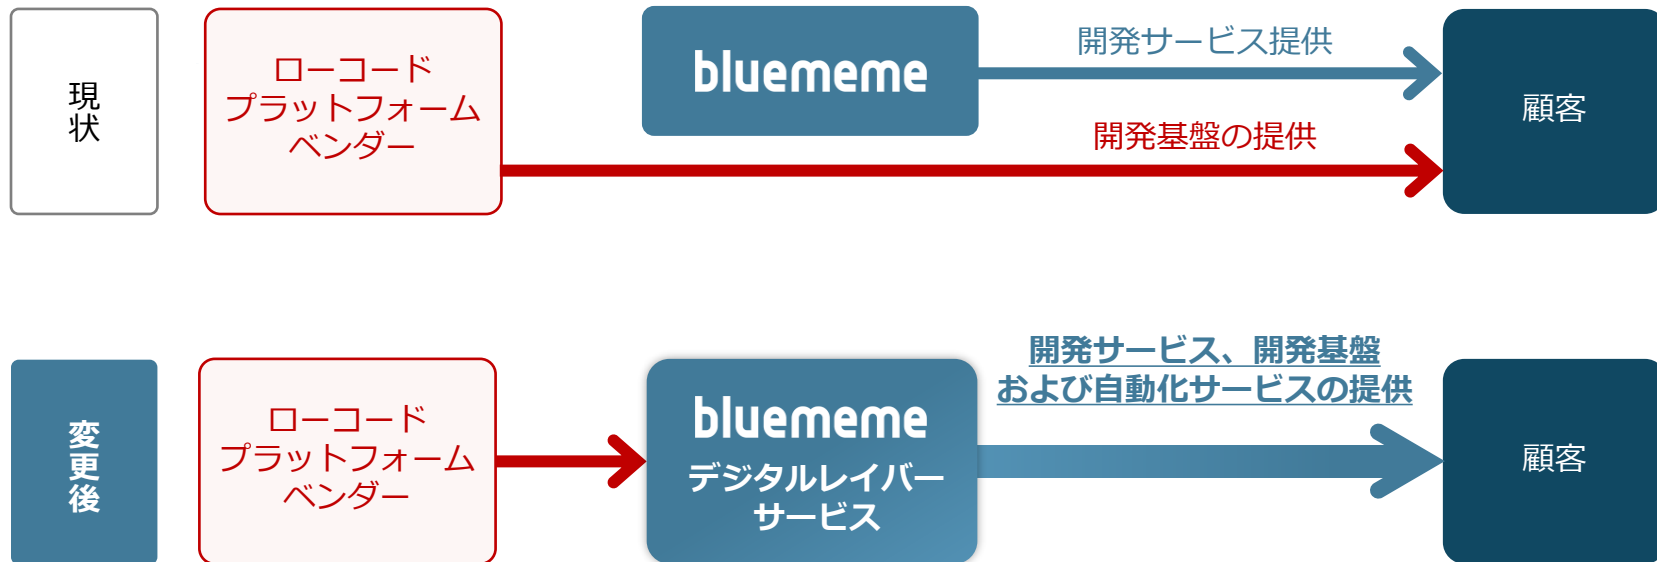 現状
ローコード
プラットフォーム
ベンダー
bluememe
開発サービス提供
開発基盤の提供
顧客
変更後
ローコード
プラットフォーム
ベンダー
bluememe
デジタルレイバー
サービス
開発サービス、開発基盤
および自動化サービスの提供
顧客